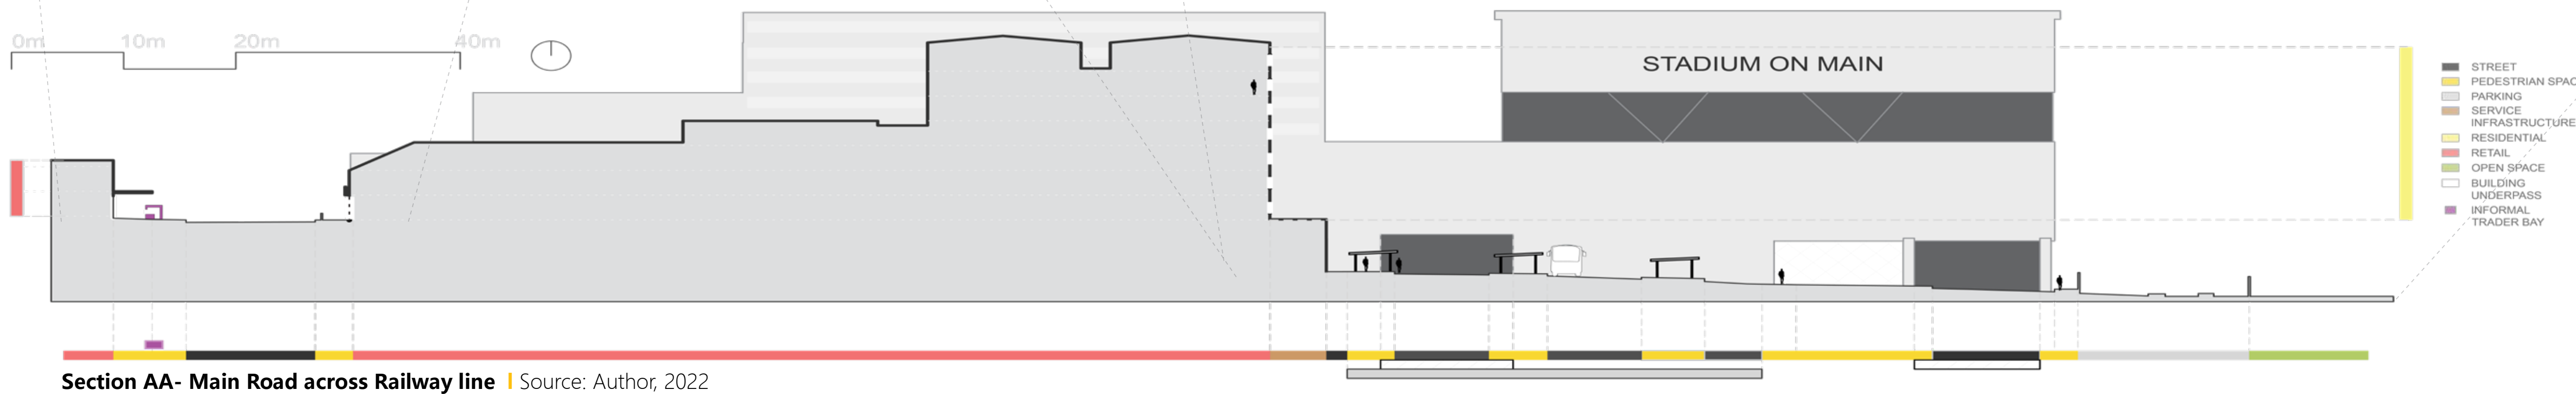 0m 10m 20m 40m
STADIUM ON MAIN
STREET
PEDESTRIAN SPAC
PARKING
SERVICE
INFRASTRUCTURE
RESIDENTIAL
RETAIL
OPEN SPACE
BUILDING
UNDERPASS
INFORMAL
TRADER BAY
Section AA- Main Road across Railway line | Source: Author, 2022